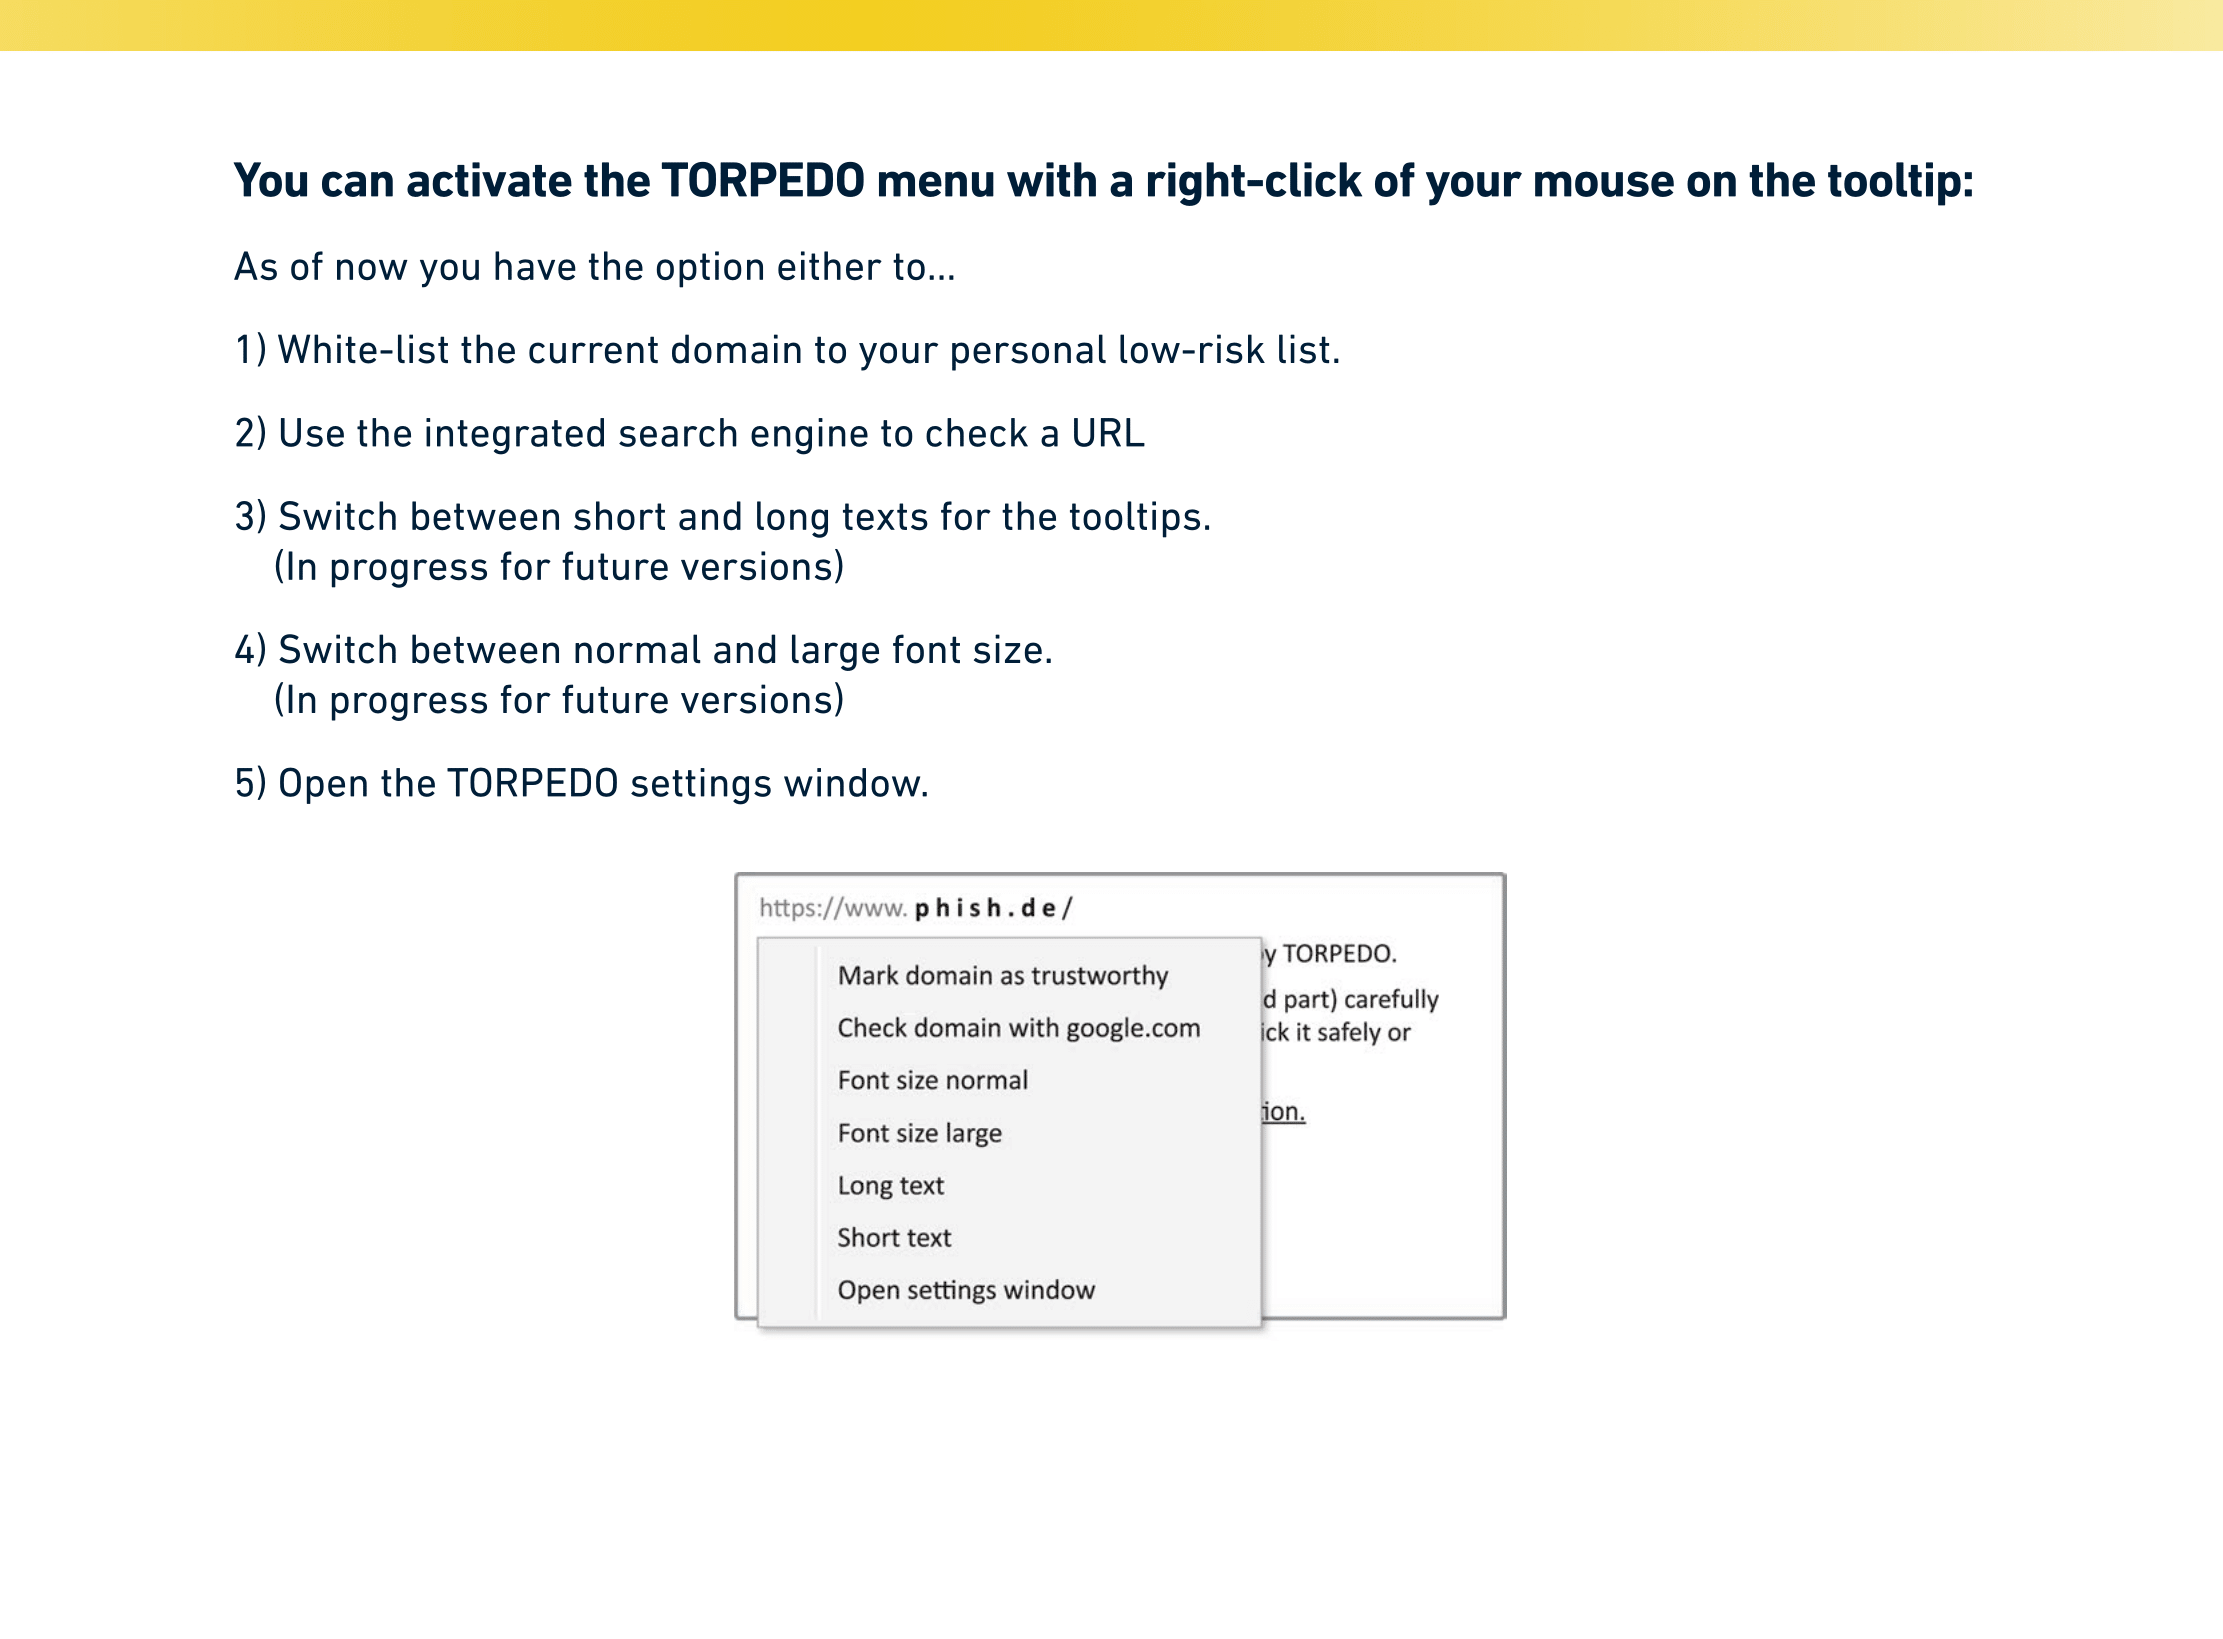 You can activate the TORPEDO menu with a right-click of your mouse on the tooltip:
As of now you have the option either to...
1) White-list the current domain to your personal low-risk list.
2) Use the integrated search engine to check a URL
3) Switch between short and long texts for the tooltips.
(In progress for future versions)
4) Switch between normal and large font size.
(In progress for future versions)
5) Open the TORPEDO settings window.
https://www. phish.de/
y TORPEDO.
Mark domain as trustworthy
d part) carefully
Check domain with google.com
ick it safely or
Font size normal
ion.
Font size large
Long text
Short text
Open settings window